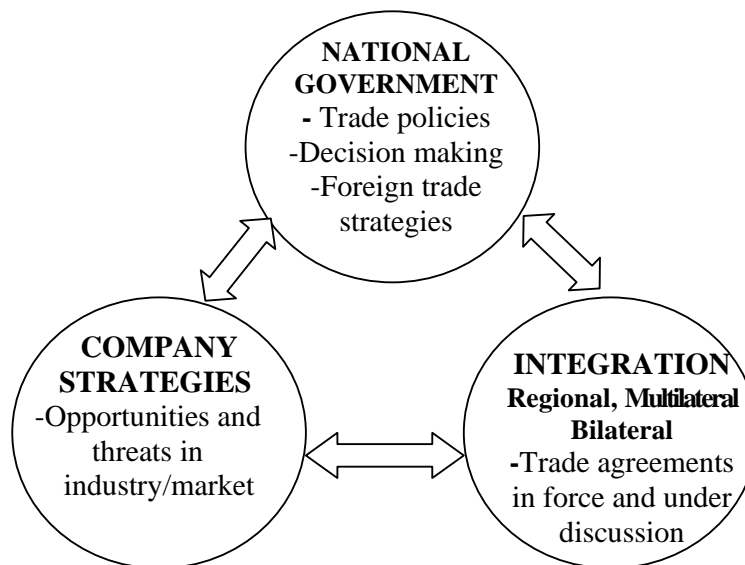 NATIONAL
GOVERNMENT
- Trade policies
-Decision making
-Foreign trade
strategies
COMPANY
STRATEGIES
-Opportunities and
threats in
industry/market
INTEGRATION
Regional, Multilateral
Bilateral
-Trade agreements
in force and under
discussion